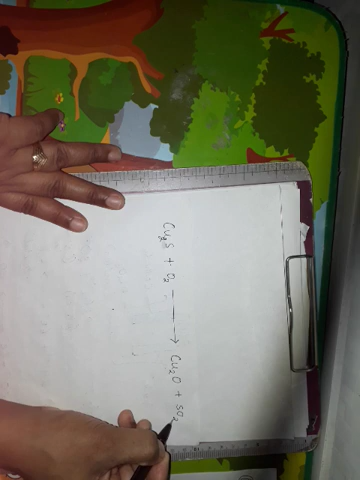 Cu₂S + O₂ ⟶ Cu₂O + SO₂